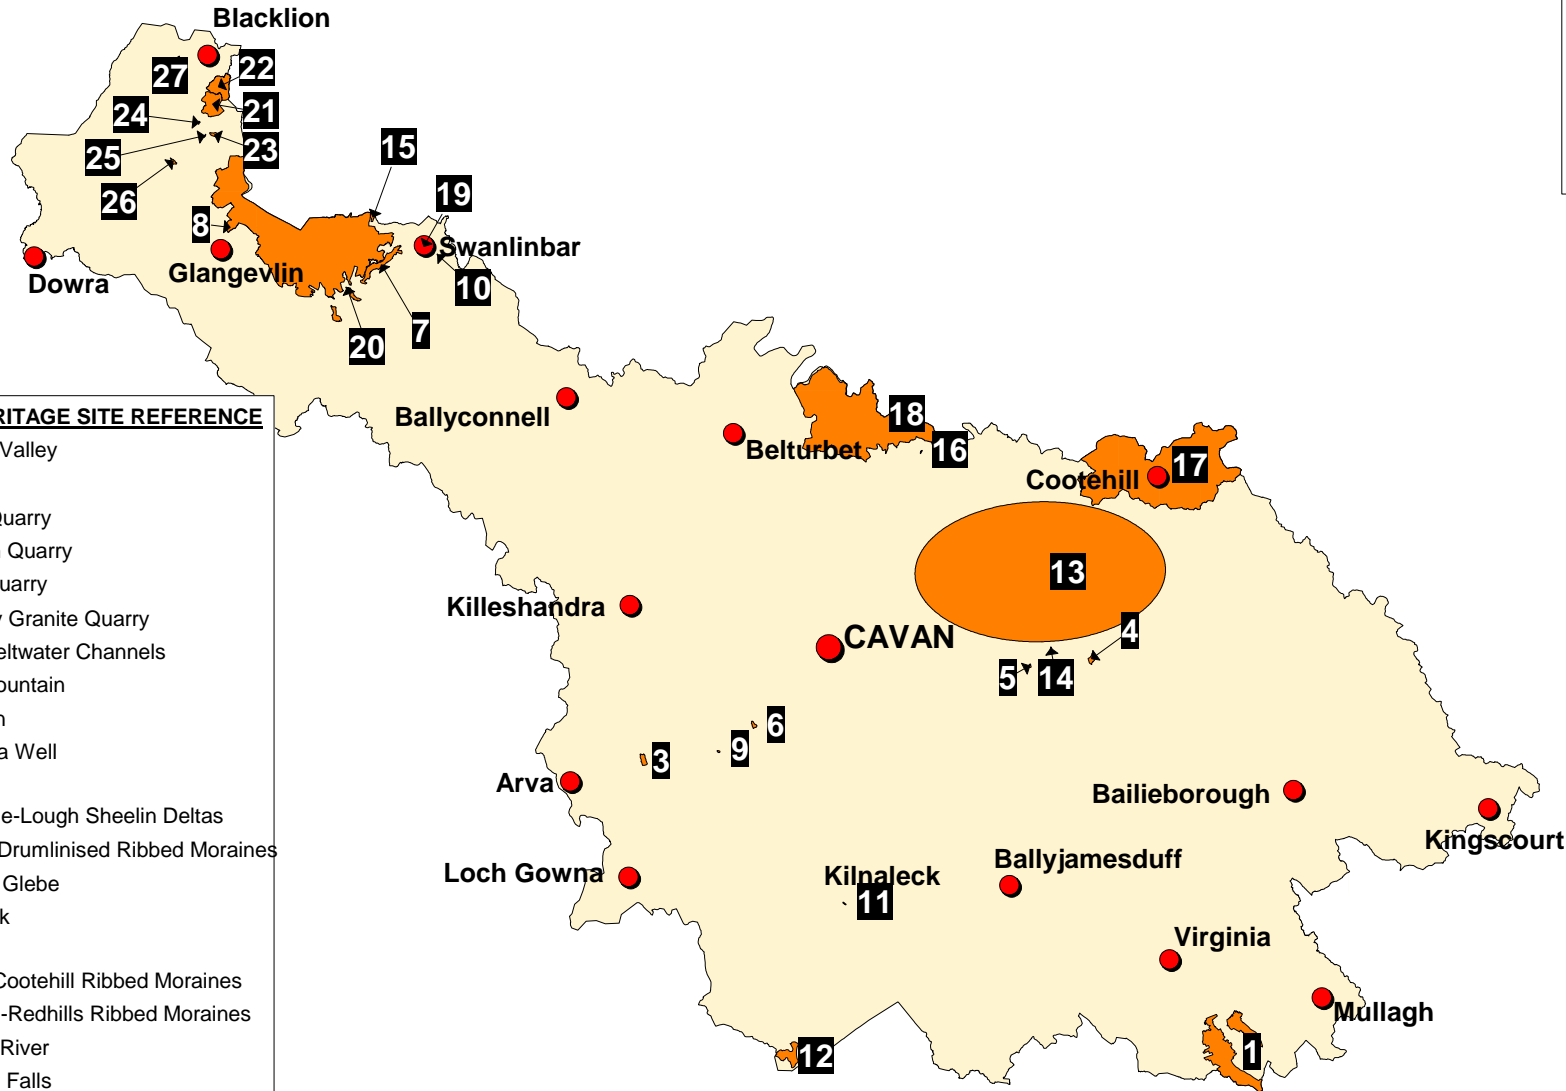 Blacklion
27
22
24
21
25
23
15
26
19
8
Swanlinbar
Glangevlin
Dowra
10
7
20
RITAGE SITE REFERENCE
Valley
Quarry
Quarry
uarry
Granite Quarry
eltwater Channels
ountain
n
a Well
e-Lough Sheelin Deltas
Drumlinised Ribbed Moraines
Glebe
k
Cootehill Ribbed Moraines
-Redhills Ribbed Moraines
River
Falls
Ballyconnell
18
Belturbet
16
Cootehill
17
13
Killeshandra
CAVAN
4
5
14
6
9
3
Arva
Bailieborough
Kingscourt
Loch Gowna
Kilnaleck
Ballyjamesduff
11
Virginia
Mullagh
12
1